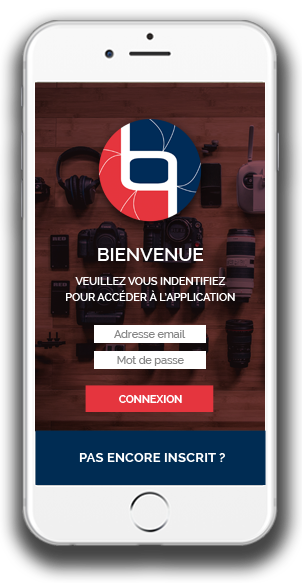 BIENVENUE
VEUILLEZ VOUS INDENTIFIEZ
POUR ACCÉDER À L'APPLICATION
Adresse email
Mot de passe
CONNEXION
PAS ENCORE INSCRIT ?